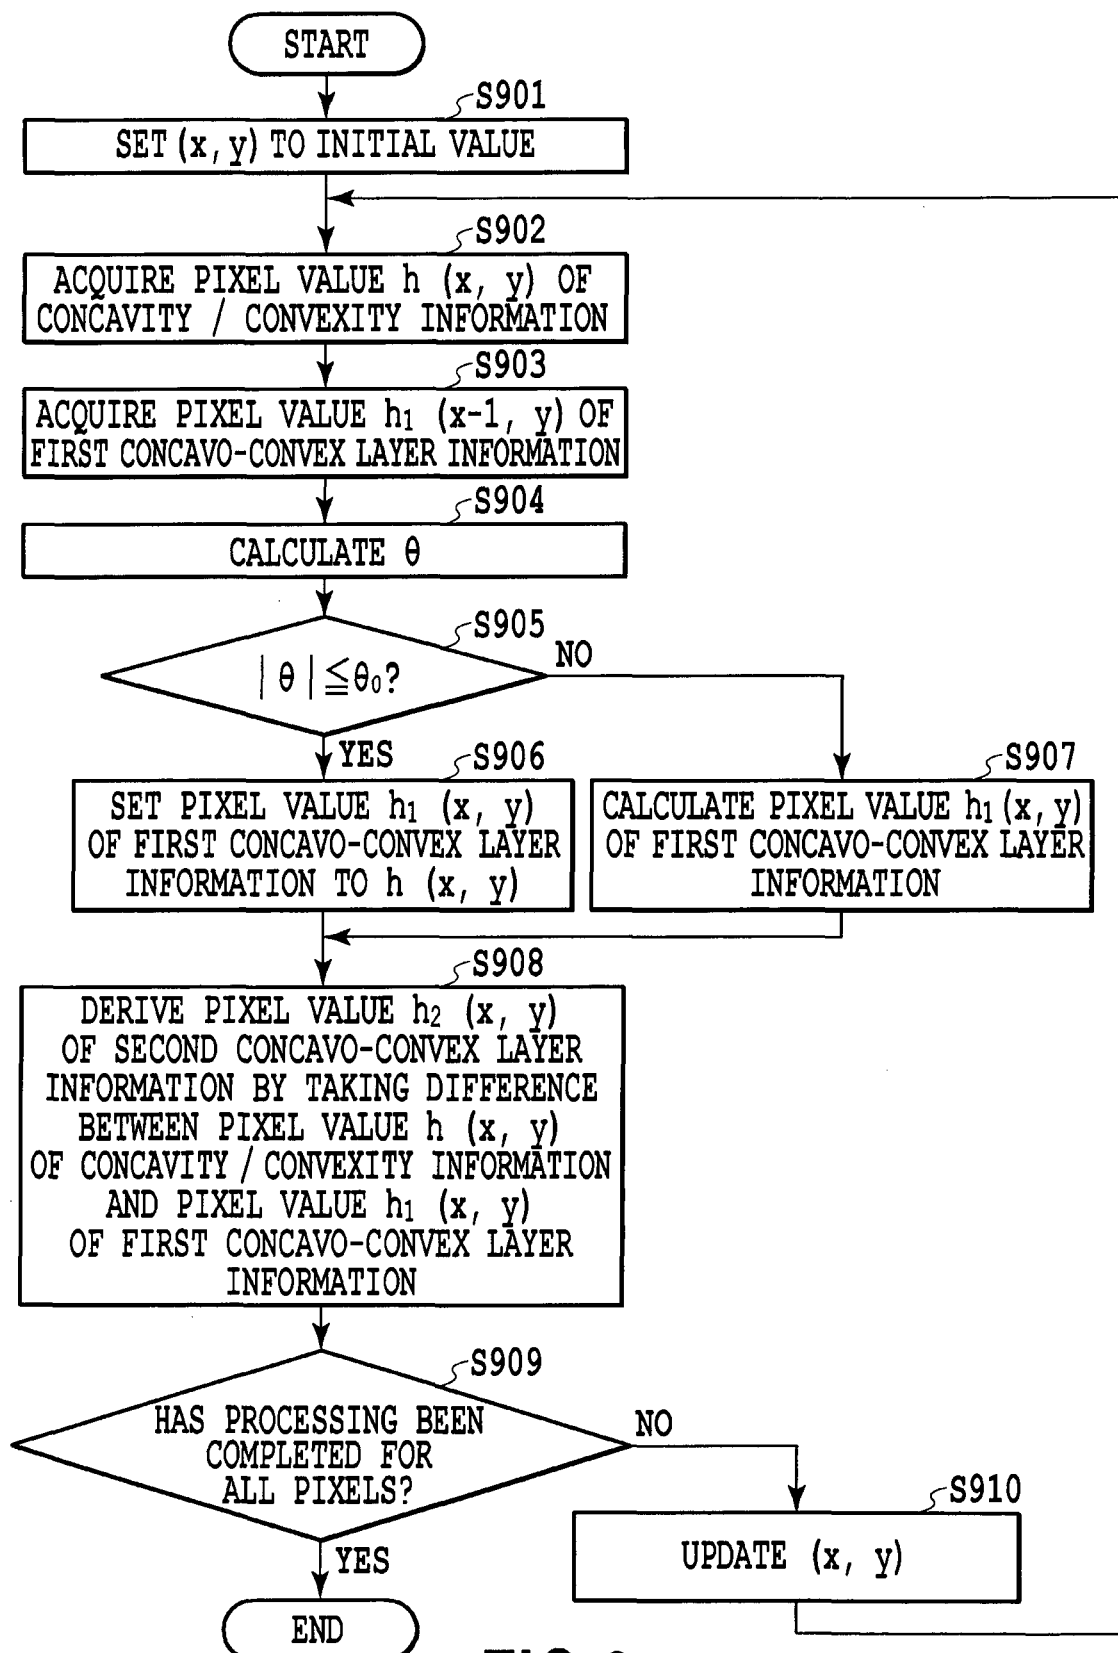 START
S901
SET (x, y) TO INITIAL VALUE
S902
ACQUIRE PIXEL VALUE h (x, y) OF
CONCAVITY / CONVEXITY INFORMATION
S903
ACQUIRE PIXEL VALUE h₁ (x-1, y) OF
FIRST CONCAVO-CONVEX LAYER INFORMATION
S904
CALCULATE θ
S905
| θ | ≦ θ₀?
NO
YES
S906
SET PIXEL VALUE h₁ (x, y)
OF FIRST CONCAVO-CONVEX LAYER
INFORMATION TO h (x, y)
S907
CALCULATE PIXEL VALUE h₁ (x, y)
OF FIRST CONCAVO-CONVEX LAYER
INFORMATION
S908
DERIVE PIXEL VALUE h₂ (x, y)
OF SECOND CONCAVO-CONVEX LAYER
INFORMATION BY TAKING DIFFERENCE
BETWEEN PIXEL VALUE h (x, y)
OF CONCAVITY / CONVEXITY INFORMATION
AND PIXEL VALUE h₁ (x, y)
OF FIRST CONCAVO-CONVEX LAYER
INFORMATION
S909
HAS PROCESSING BEEN
COMPLETED FOR
ALL PIXELS?
NO
YES
S910
UPDATE (x, y)
END